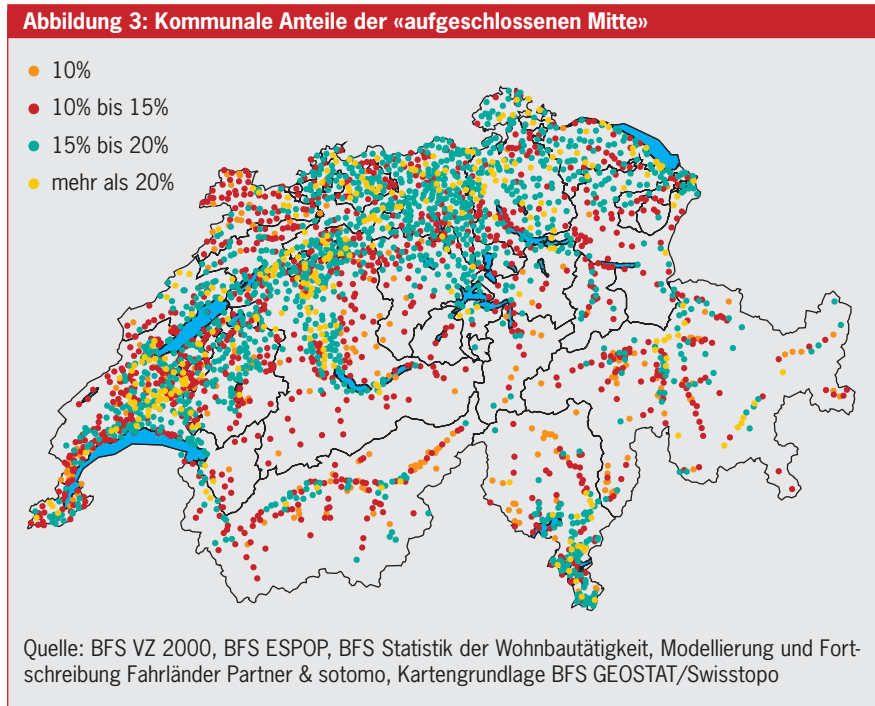 Abbildung 3: Kommunale Anteile der «aufgeschlossenen Mitte»
10%
10% bis 15%
15% bis 20%
mehr als 20%
Quelle: BFS VZ 2000, BFS ESPOP, BFS Statistik der Wohnbautätigkeit, Modellierung und Fort-
schreibung Fahrländer Partner & sotomo, Kartengrundlage BFS GEOSTAT/Swisstopo